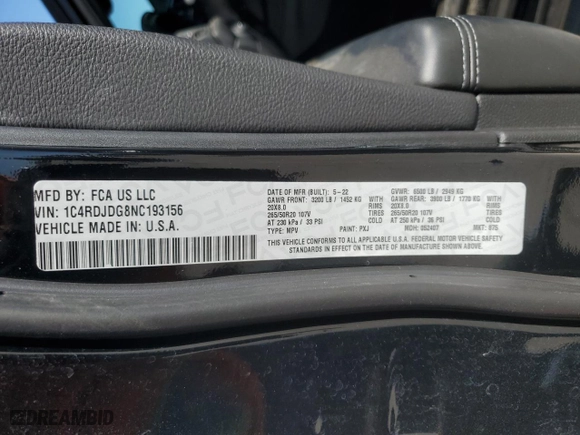 MFD BY: FCA US LLC
VIN: 1C4RDJDG8NC193156
VEHICLE MADE IN: U.S.A.
DATE OF MFR (BUILT): 5-22
GAWR FRONT: 3200 LB / 1452 KG WITH
20X8.0 RIMS
265/50R20 107V COLD
AT 230 kPa / 33 PSI
TYPE: MPV PAINT: PXJ
GVWR: 6500 LB / 2949 KG
GAWR REAR: 3900 LB / 1770 KG WITH
20X8.0 RIMS
265/50R20 107V COLD
AT 250 kPa / 36 PSI
MDH: 052407 MKT:
THIS VEHICLE CONFORMS TO ALL APPLICABLE U.S.A. FEDERAL MOTOR VEHICLE SAFETY
STANDARDS IN EFFECT ON THE DATE OF MANUFACTURE SHOWN ABOVE.
DREAMBID